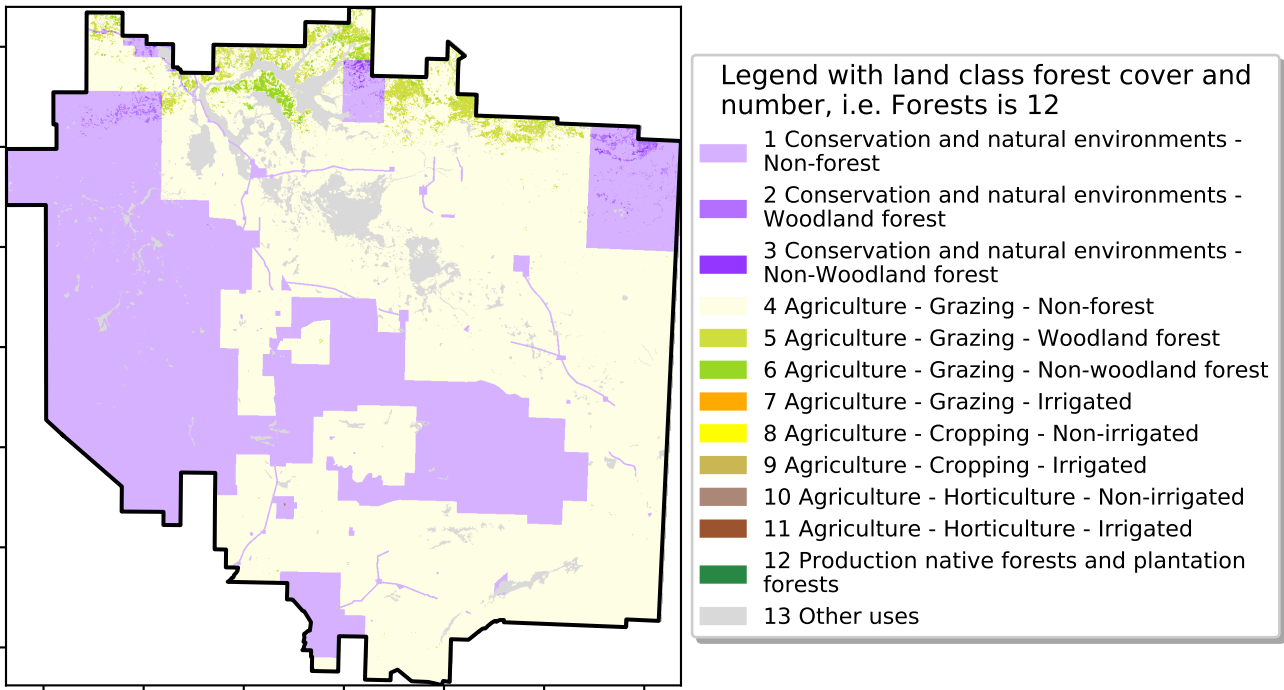 Legend with land class forest cover and
number, i.e. Forests is 12
1 Conservation and natural environments -
Non-forest
2 Conservation and natural environments -
Woodland forest
3 Conservation and natural environments -
Non-Woodland forest
4 Agriculture - Grazing - Non-forest
5 Agriculture - Grazing - Woodland forest
6 Agriculture - Grazing - Non-woodland forest
7 Agriculture - Grazing - Irrigated
8 Agriculture - Cropping - Non-irrigated
9 Agriculture - Cropping - Irrigated
10 Agriculture - Horticulture - Non-irrigated
11 Agriculture - Horticulture - Irrigated
12 Production native forests and plantation
forests
13 Other uses